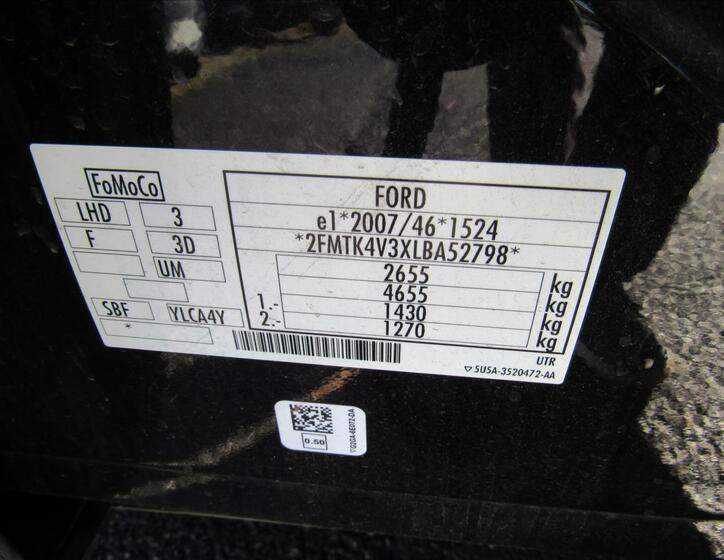 FoMoCo
LHD 3
F 3D
UM
SBF YLCA4Y
*
FORD
e1*2007/46*1524
*2FMTK4V3XLBA52798*
2655 kg
4655 kg
1.- 1430 kg
2.- 1270 kg
UTR
5U5A-3520472-AA
0.50